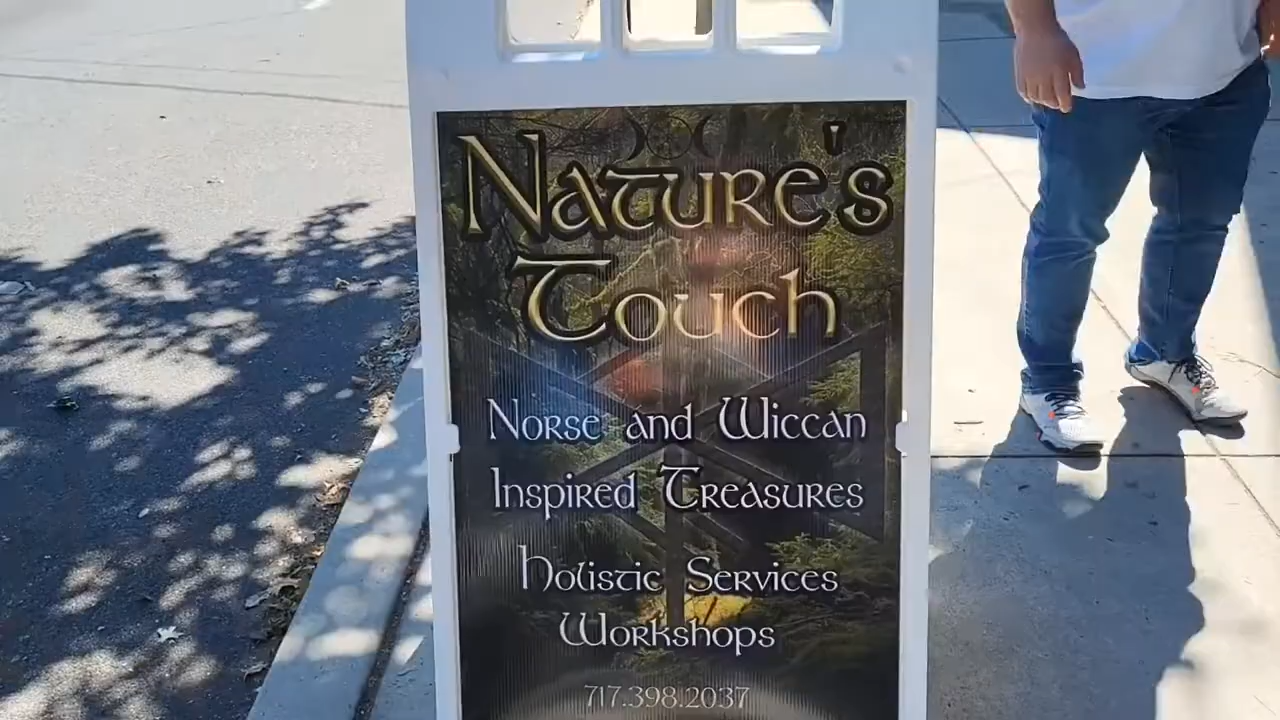 Nature's
Touch
Norse and Wiccan
Inspired Treasures
Holistic Services
Workshops
717.398.2037